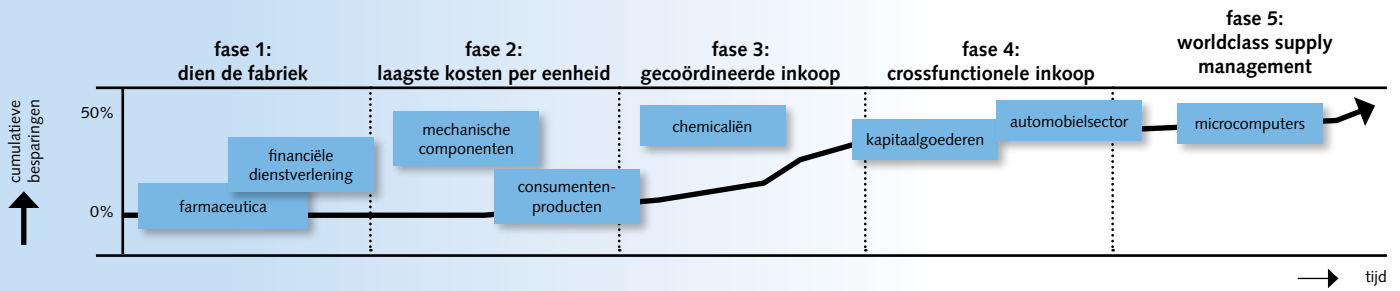 fase 1:
dien de fabriek
fase 2:
laagste kosten per eenheid
fase 3:
gecoördineerde inkoop
fase 4:
crossfunctionele inkoop
fase 5:
worldclass supply
management
cumulatieve
besparingen
50%
0%
farmaceutica
financiële
dienstverlening
mechanische
componenten
consumenten-
producten
chemicaliën
kapitaalgoederen
automobielsector
microcomputers
tijd